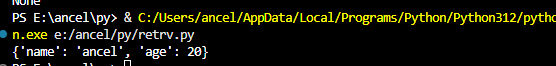 None
PS E:\ancel\py> & C:/Users/ancel/AppData/Local/Programs/Python/Python312/pytho
n.exe e:/ancel/py/retrv.py
{'name': 'ancel', 'age': 20}
PS E:\ancel\py>